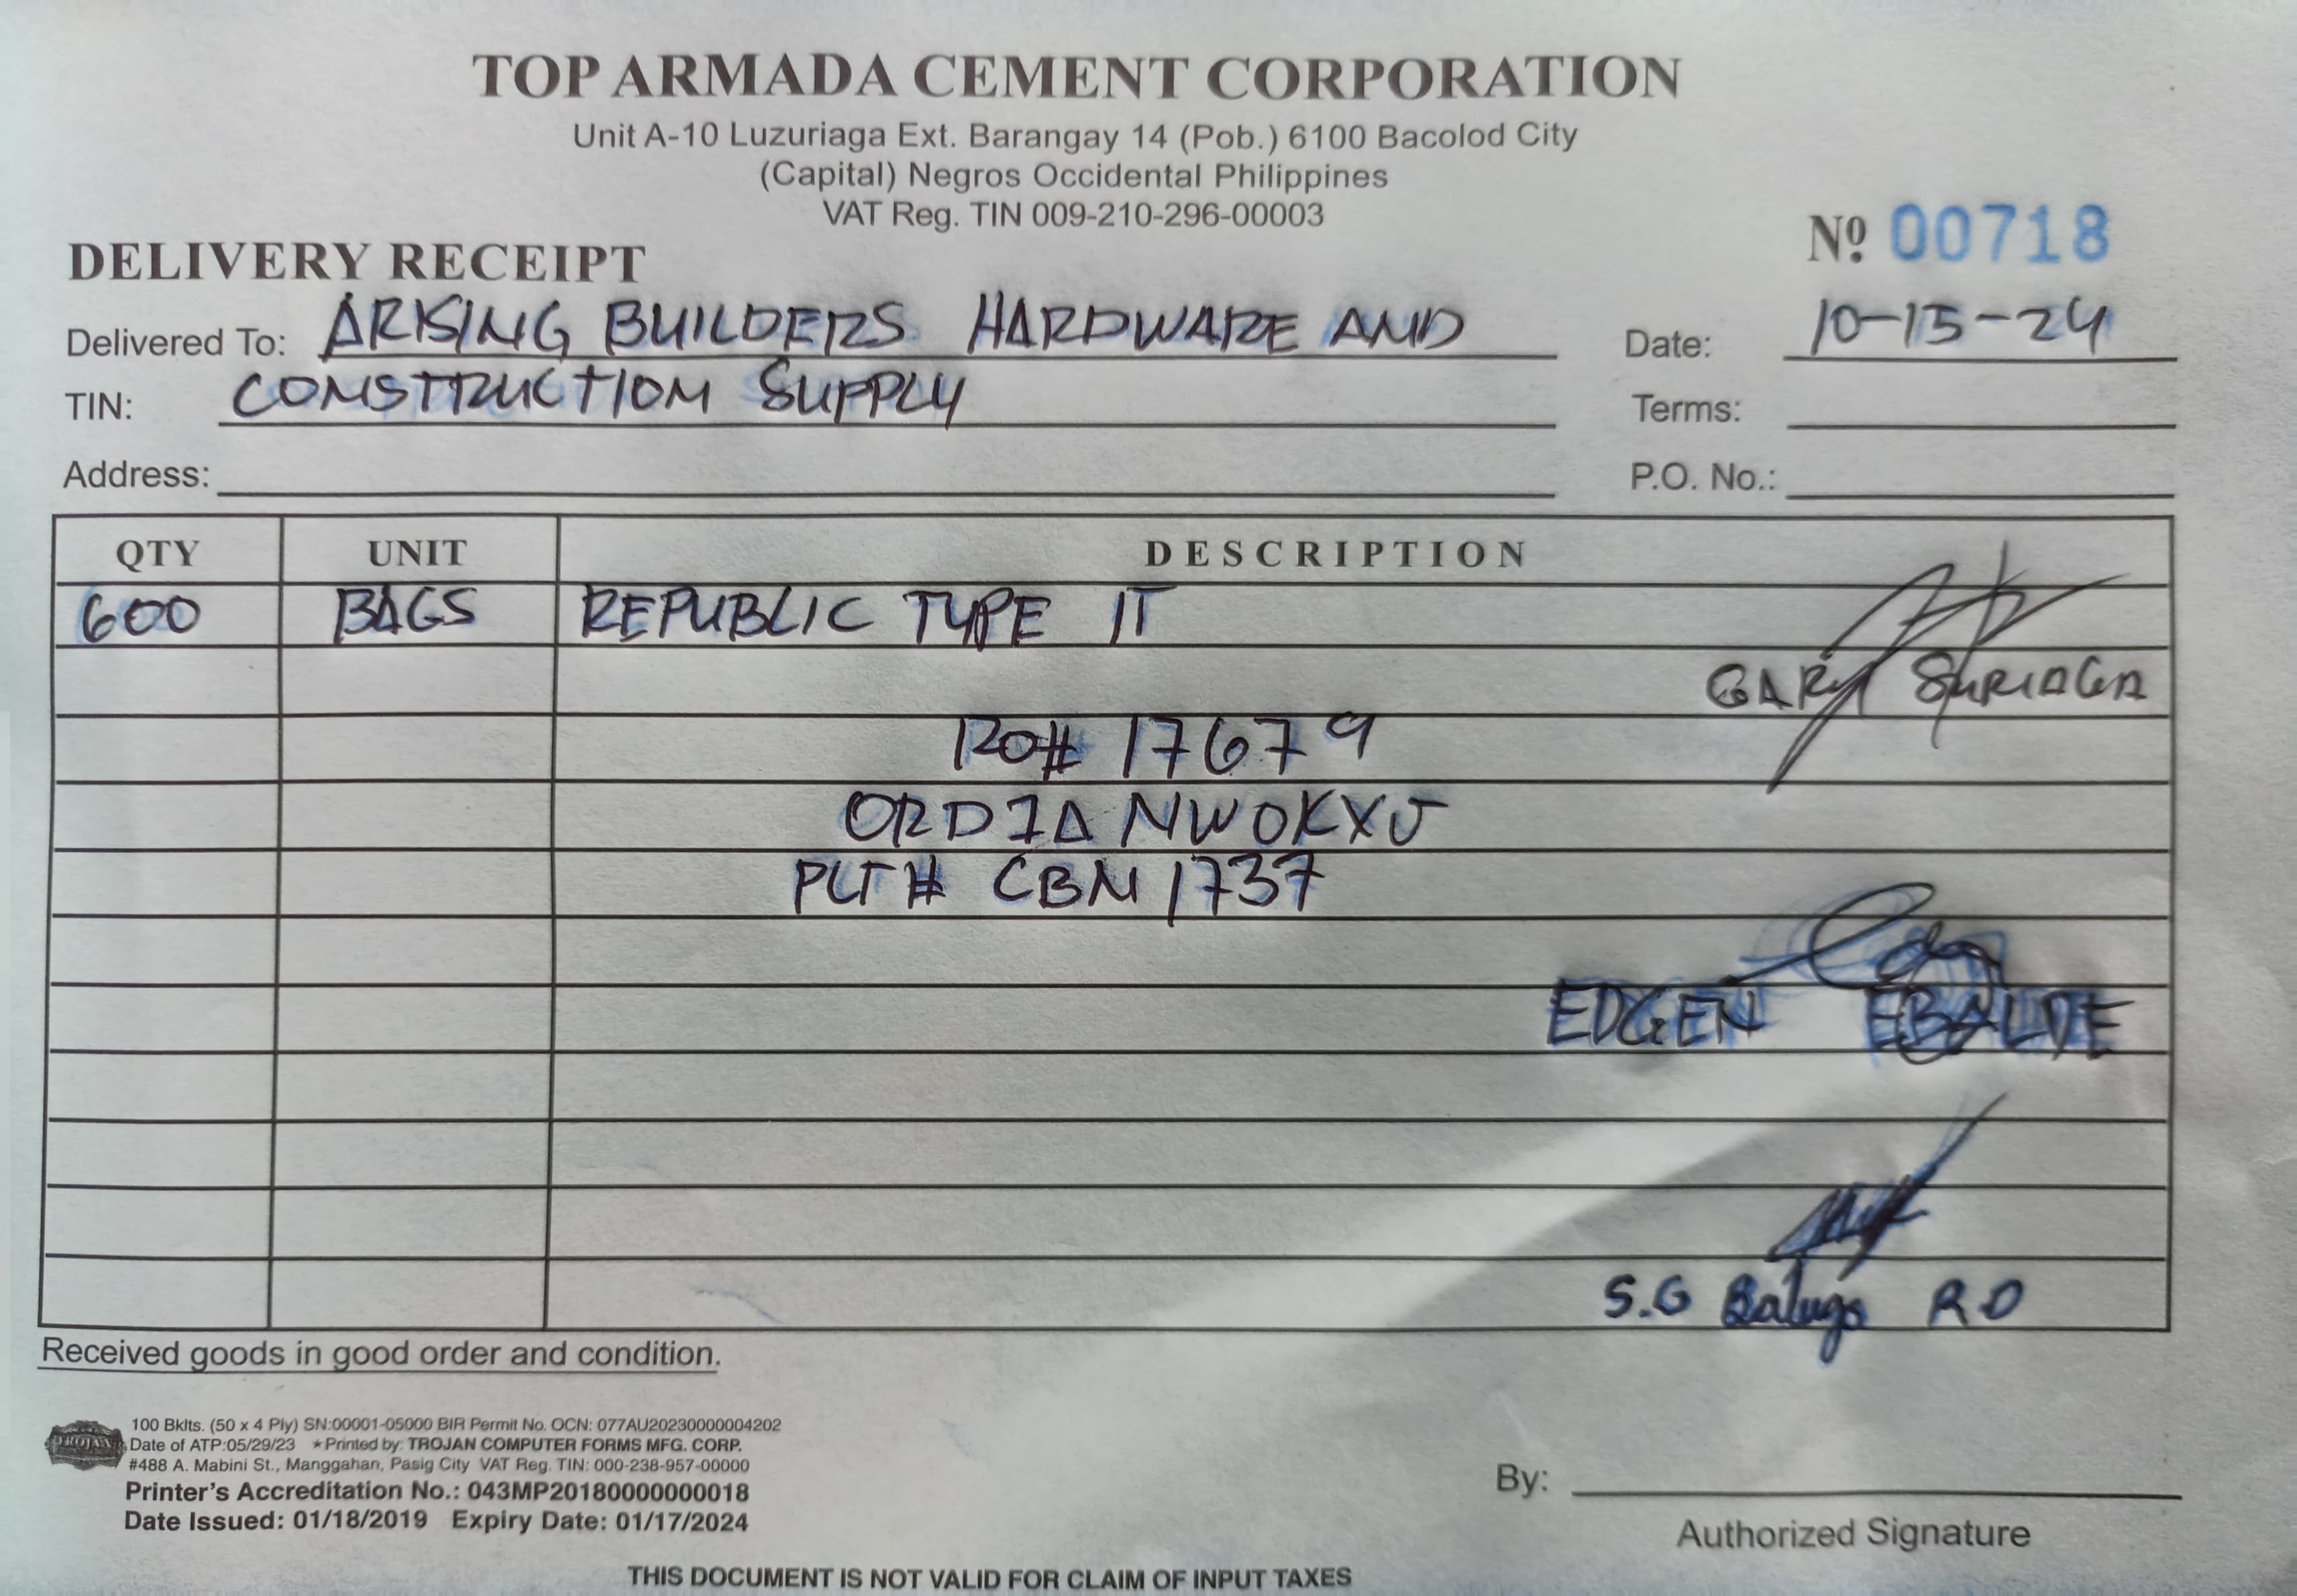 TOP ARMADA CEMENT CORPORATION
Unit A-10 Luzuriaga Ext. Barangay 14 (Pob.) 6100 Bacolod City
(Capital) Negros Occidental Philippines
VAT Reg. TIN 009-210-296-00003
DELIVERY RECEIPT
Nº 00718
Delivered To: ARISING BUILDERS HARDWARE AND
Date: 10-15-24
TIN: CONSTRUCTION SUPPLY
Terms:
Address:
P.O. No.:
QTY UNIT DESCRIPTION
600 BAGS REPUBLIC TYPE IT
GARY SURIAGA
RO# 17679
ORD7A NWOKXJ
PLT# CBM 1737
EDGEN EBALDE
S.G Balugo RD
Received goods in good order and condition.
TROJAN
100 Bklts. (50 x 4 Ply) SN:00001-05000 BIR Permit No. OCN: 077AU20230000004202
Date of ATP:05/29/23 ★Printed by: TROJAN COMPUTER FORMS MFG. CORP.
#488 A. Mabini St., Manggahan, Pasig City VAT Reg. TIN: 000-238-957-00000
Printer's Accreditation No.: 043MP20180000000018
Date Issued: 01/18/2019 Expiry Date: 01/17/2024
By:
Authorized Signature
THIS DOCUMENT IS NOT VALID FOR CLAIM OF INPUT TAXES